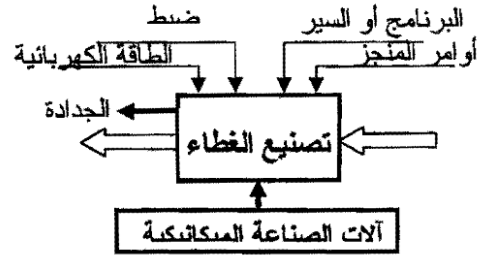 البرنامج أو السير
ضبط
أوامر المنجز
الطاقة الكهربائية
الجدادة
تصنيع الغطاء
آلات الصناعة الميكانيكية